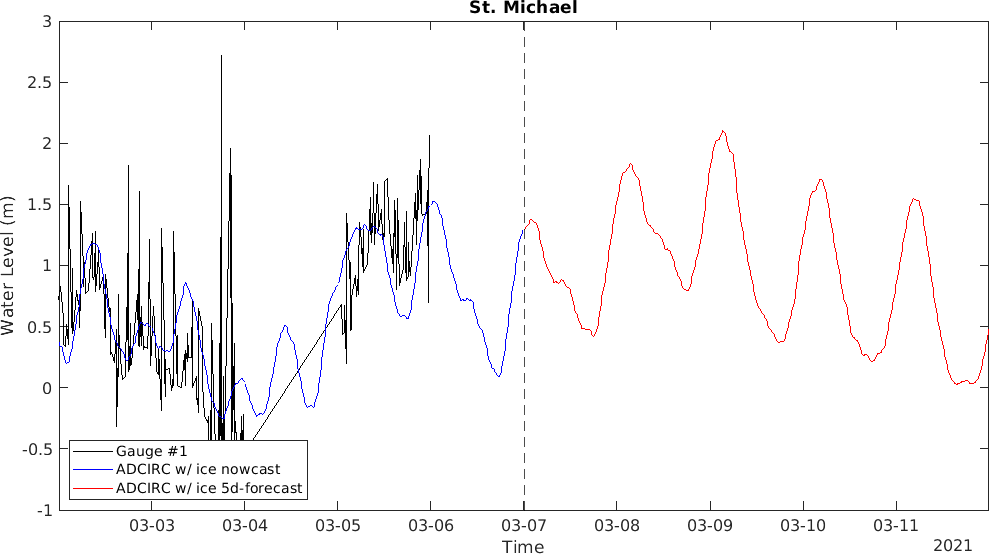 St. Michael
3
2.5
2
1.5
1
0.5
0
-0.5
-1
Water Level (m)
Gauge #1
ADCIRC w/ ice nowcast
ADCIRC w/ ice 5d-forecast
03-03 03-04 03-05 03-06 03-07 03-08 03-09 03-10 03-11
Time
2021